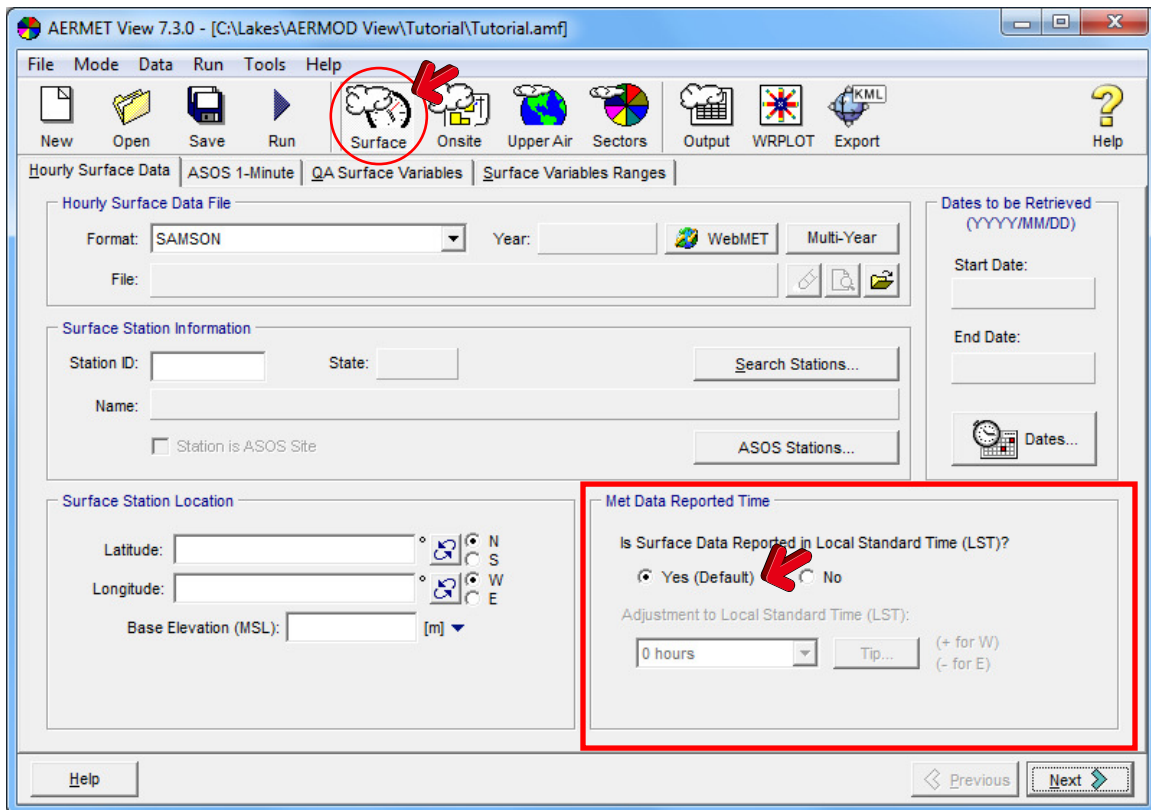 AERMET View 7.3.0 - [C:\Lakes\AERMOD View\Tutorial\Tutorial.amf]
File Mode Data Run Tools Help
New Open Save Run Surface Onsite Upper Air Sectors Output WRPLOT KML Export Help
Hourly Surface Data ASOS 1-Minute QA Surface Variables Surface Variables Ranges
Hourly Surface Data File
Format: SAMSON Year: WebMET Multi-Year
File:
Dates to be Retrieved
(YYYY/MM/DD)
Start Date:
End Date:
Dates...
Surface Station Information
Station ID: State: Search Stations...
Name:
Station is ASOS Site ASOS Stations...
Surface Station Location
Latitude: ° N
S
Longitude: ° W
E
Base Elevation (MSL): [m]
Met Data Reported Time
Is Surface Data Reported in Local Standard Time (LST)?
Yes (Default) No
Adjustment to Local Standard Time (LST):
0 hours Tip... (+ for W)
(- for E)
Help Previous Next